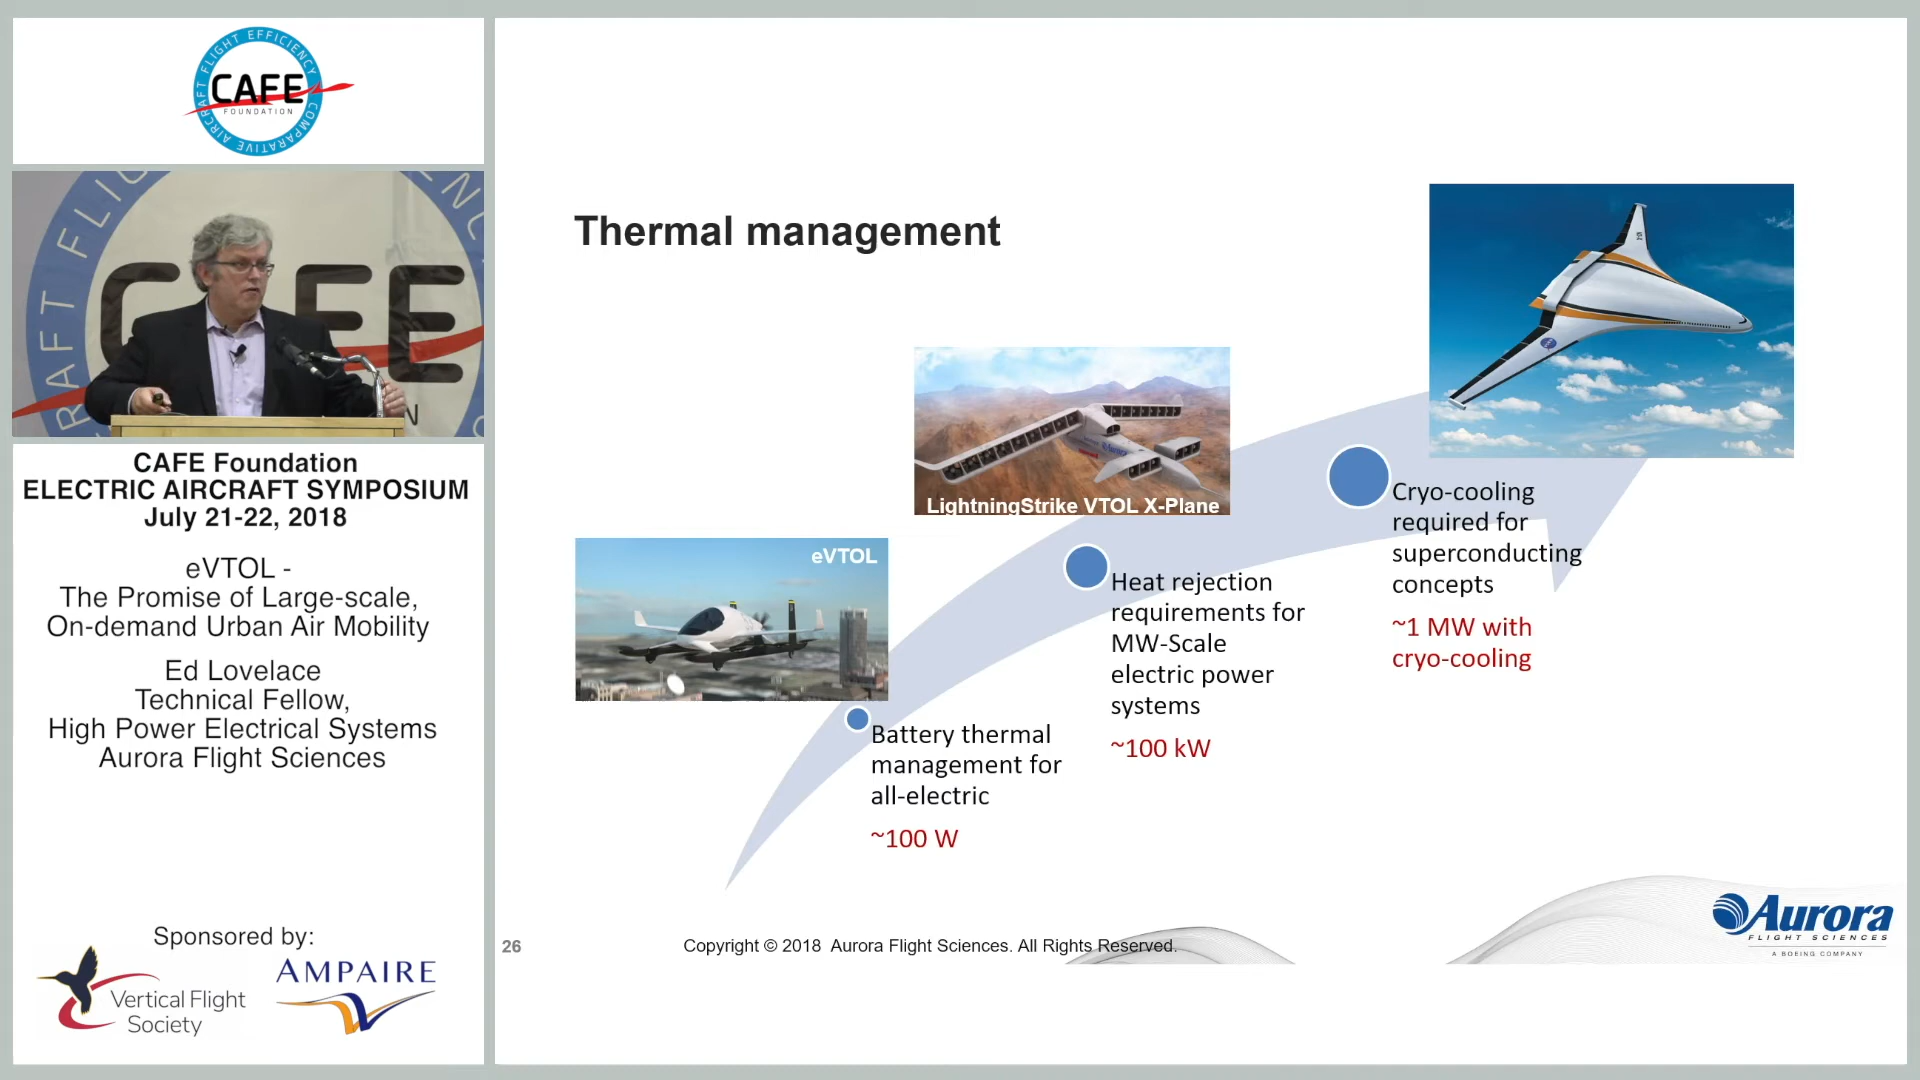 COMPARATIVE AIRCRAFT FLIGHT EFFICIENCY
CAFE
FOUNDATION
CAFE Foundation
ELECTRIC AIRCRAFT SYMPOSIUM
July 21-22, 2018
eVTOL -
The Promise of Large-scale,
On-demand Urban Air Mobility
Ed Lovelace
Technical Fellow,
High Power Electrical Systems
Aurora Flight Sciences
Sponsored by:
Vertical Flight
Society
AMPAIRE
Thermal management
eVTOL
LightningStrike VTOL X-Plane
Battery thermal
management for
all-electric
~100 W
Heat rejection
requirements for
MW-Scale
electric power
systems
~100 kW
Cryo-cooling
required for
superconducting
concepts
~1 MW with
cryo-cooling
26
Copyright © 2018 Aurora Flight Sciences. All Rights Reserved.
Aurora
FLIGHT SCIENCES
A BOEING COMPANY